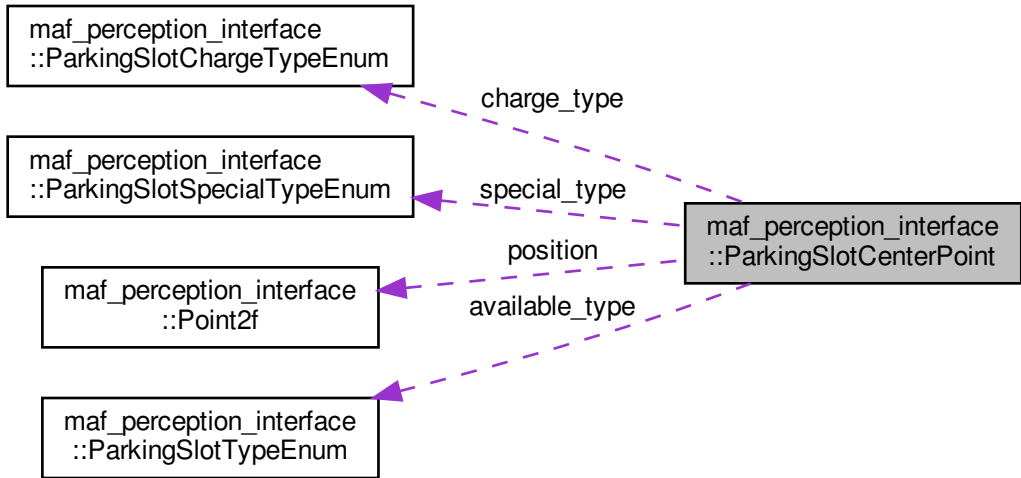 maf_perception_interface
::ParkingSlotChargeTypeEnum
charge_type
maf_perception_interface
::ParkingSlotSpecialTypeEnum
special_type
maf_perception_interface
::ParkingSlotCenterPoint
position
maf_perception_interface
::Point2f
available_type
maf_perception_interface
::ParkingSlotTypeEnum